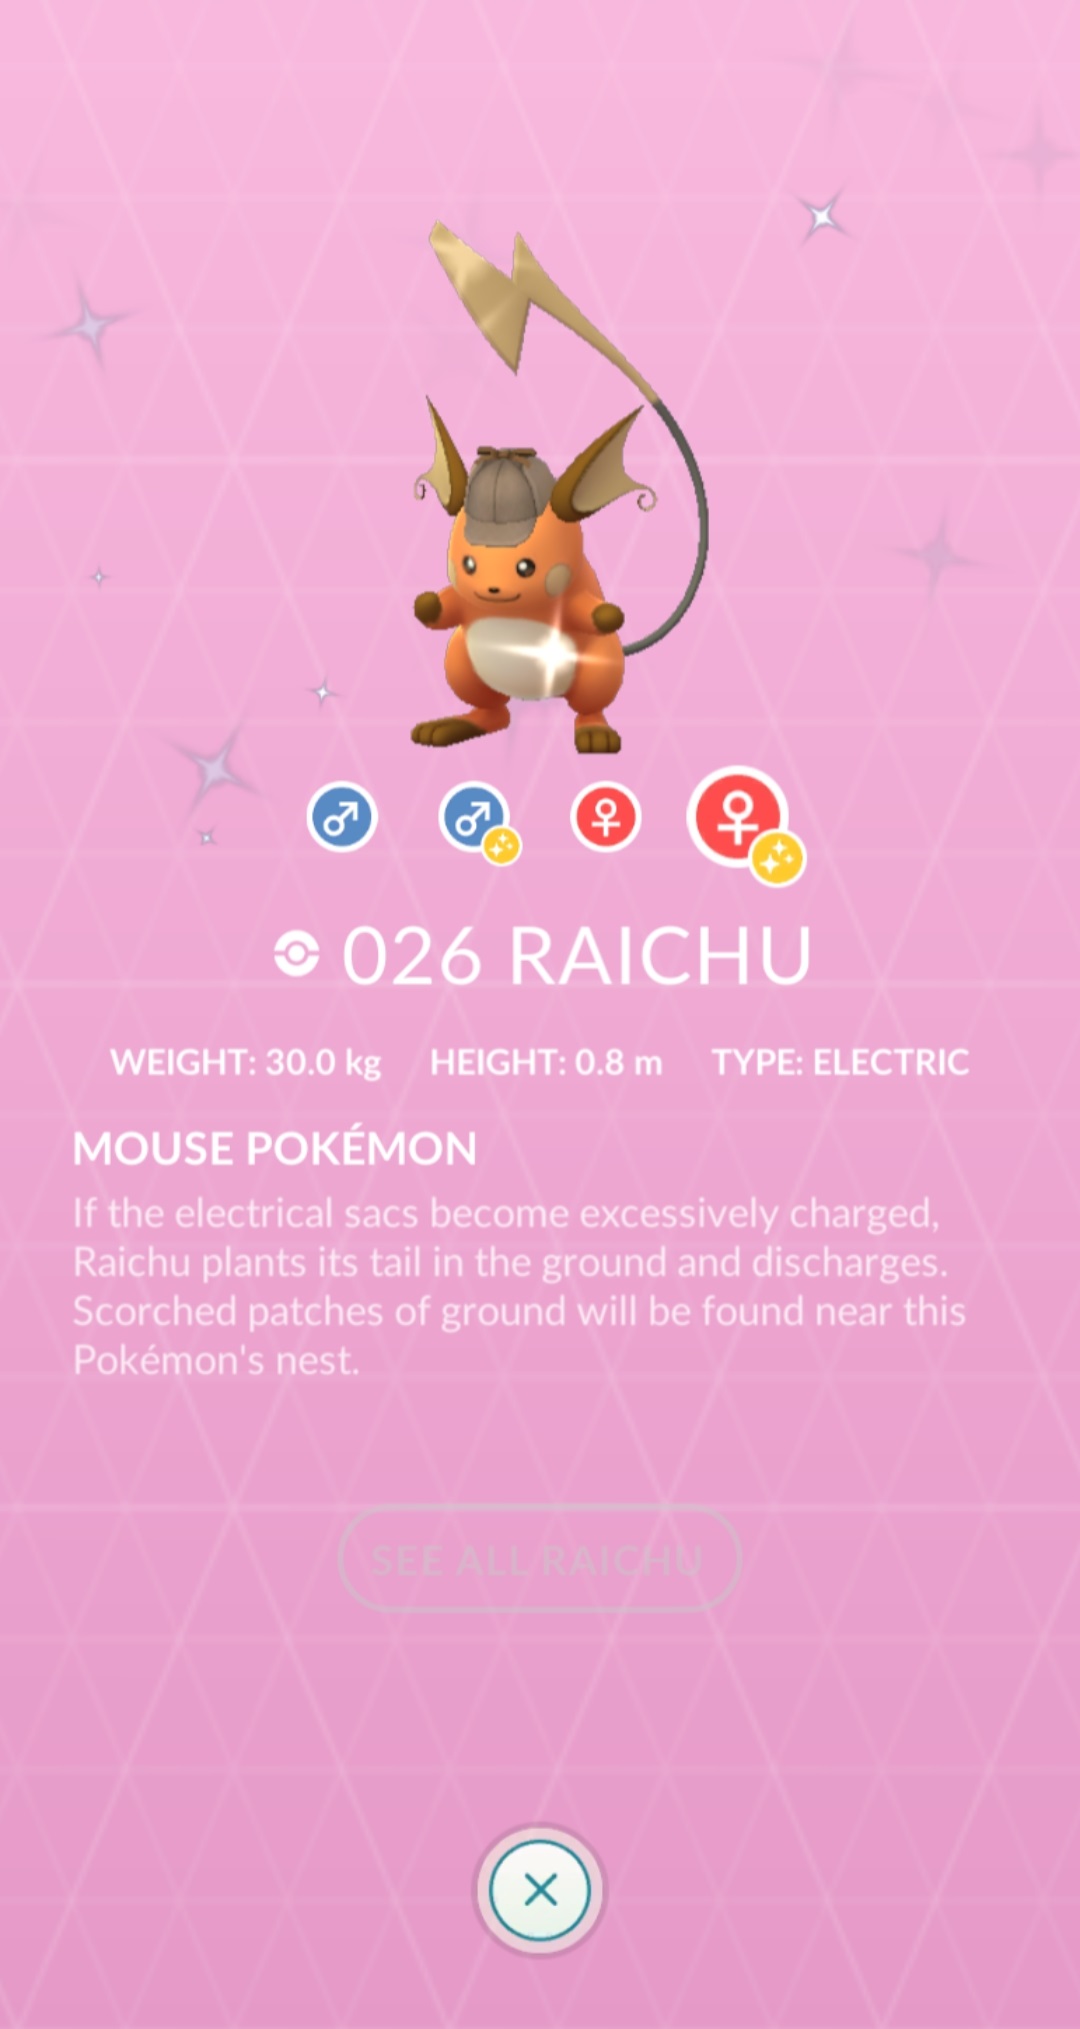 026 RAICHU
WEIGHT: 30.0 kg HEIGHT: 0.8 m TYPE: ELECTRIC
MOUSE POKÉMON
If the electrical sacs become excessively charged,
Raichu plants its tail in the ground and discharges.
Scorched patches of ground will be found near this
Pokémon's nest.
SEE ALL RAICHU